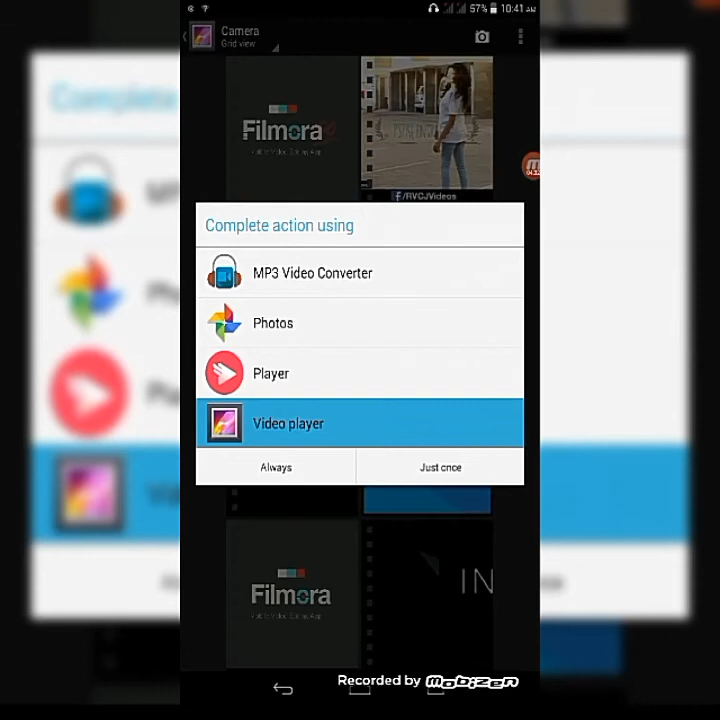 57% 10:41 AM
Camera
Grid view
Filmora
f/RVCJVideos
Complete action using
MP3 Video Converter
Photos
Player
Video player
Always
Just once
Filmora
IN
Recorded by Mobizen